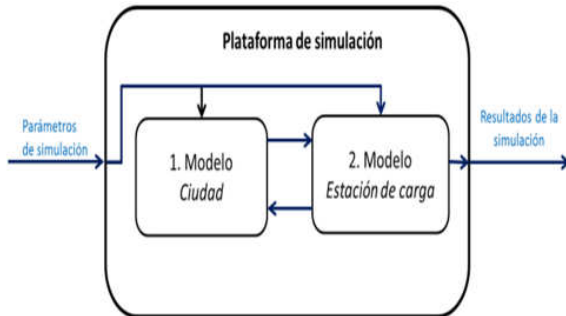 Plataforma de simulación
Parámetros
de simulación
1. Modelo
Ciudad
2. Modelo
Estación de carga
Resultados de la
simulación